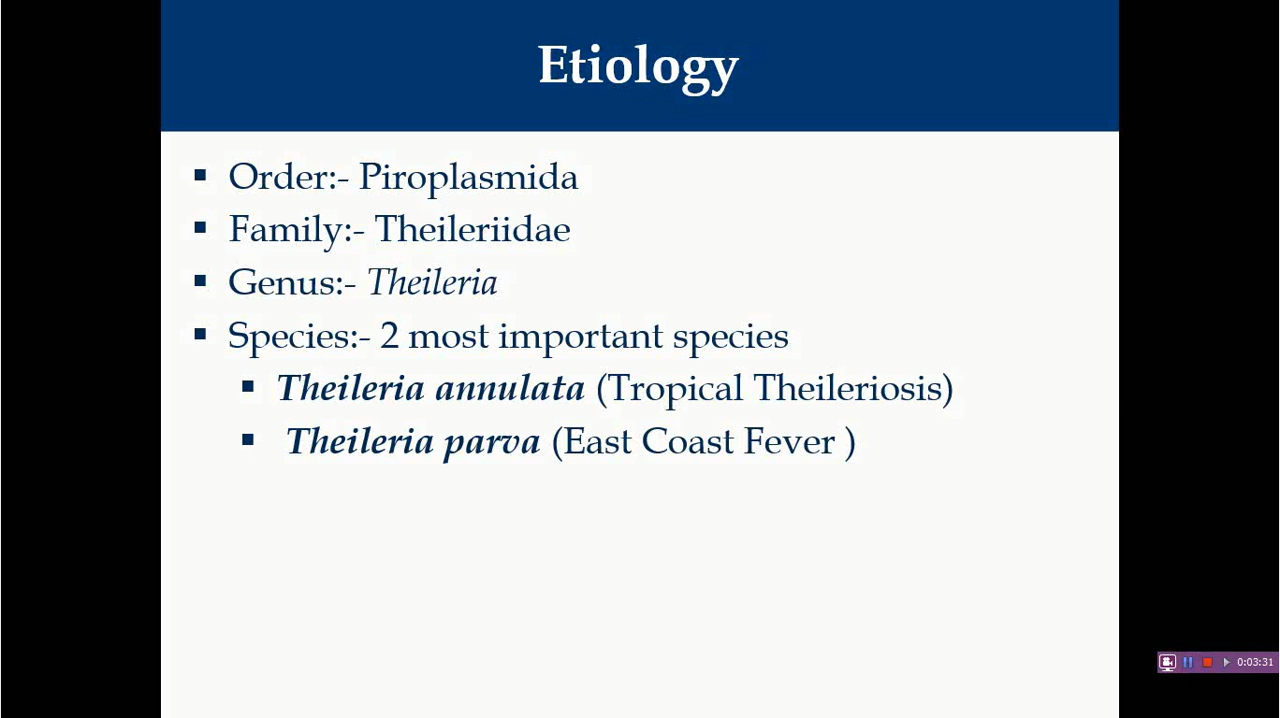 Etiology
Order:- Piroplasmida
Family:- Theileriidae
Genus:- Theileria
Species:- 2 most important species
Theileria annulata (Tropical Theileriosis)
Theileria parva (East Coast Fever )
0:03:31